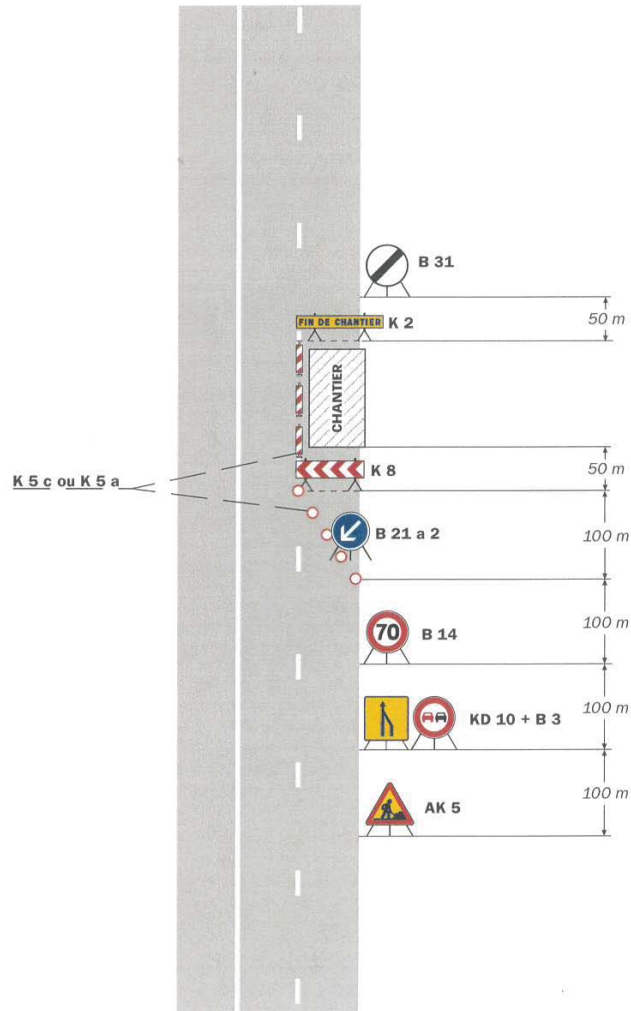 B 31
50 m
FIN DE CHANTIER
K 2
CHANTIER
K 8
50 m
K 5 c ou K 5 a
B 21 a 2
100 m
70
B 14
100 m
KD 10 + B 3
100 m
AK 5
100 m